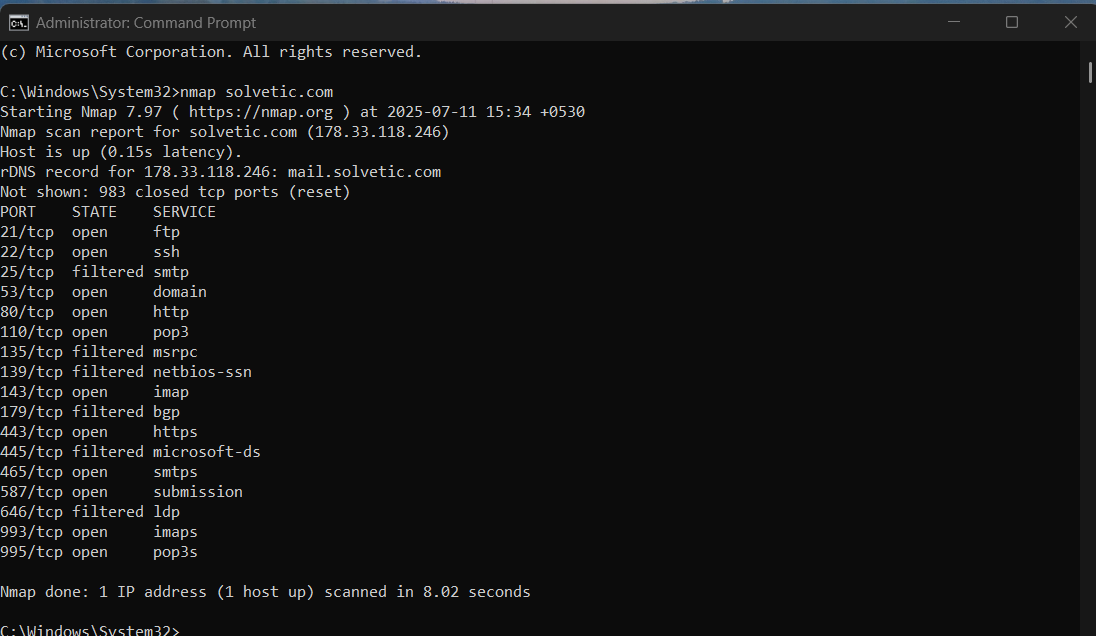 Administrator: Command Prompt
(c) Microsoft Corporation. All rights reserved.
C:\Windows\System32>nmap solvetic.com
Starting Nmap 7.97 ( https://nmap.org ) at 2025-07-11 15:34 +0530
Nmap scan report for solvetic.com (178.33.118.246)
Host is up (0.15s latency).
rDNS record for 178.33.118.246: mail.solvetic.com
Not shown: 983 closed tcp ports (reset)
PORT    STATE    SERVICE
21/tcp  open     ftp
22/tcp  open     ssh
25/tcp  filtered smtp
53/tcp  open     domain
80/tcp  open     http
110/tcp open     pop3
135/tcp filtered msrpc
139/tcp filtered netbios-ssn
143/tcp open     imap
179/tcp filtered bgp
443/tcp open     https
445/tcp filtered microsoft-ds
465/tcp open     smtps
587/tcp open     submission
646/tcp filtered ldp
993/tcp open     imaps
995/tcp open     pop3s
Nmap done: 1 IP address (1 host up) scanned in 8.02 seconds
C:\Windows\System32>